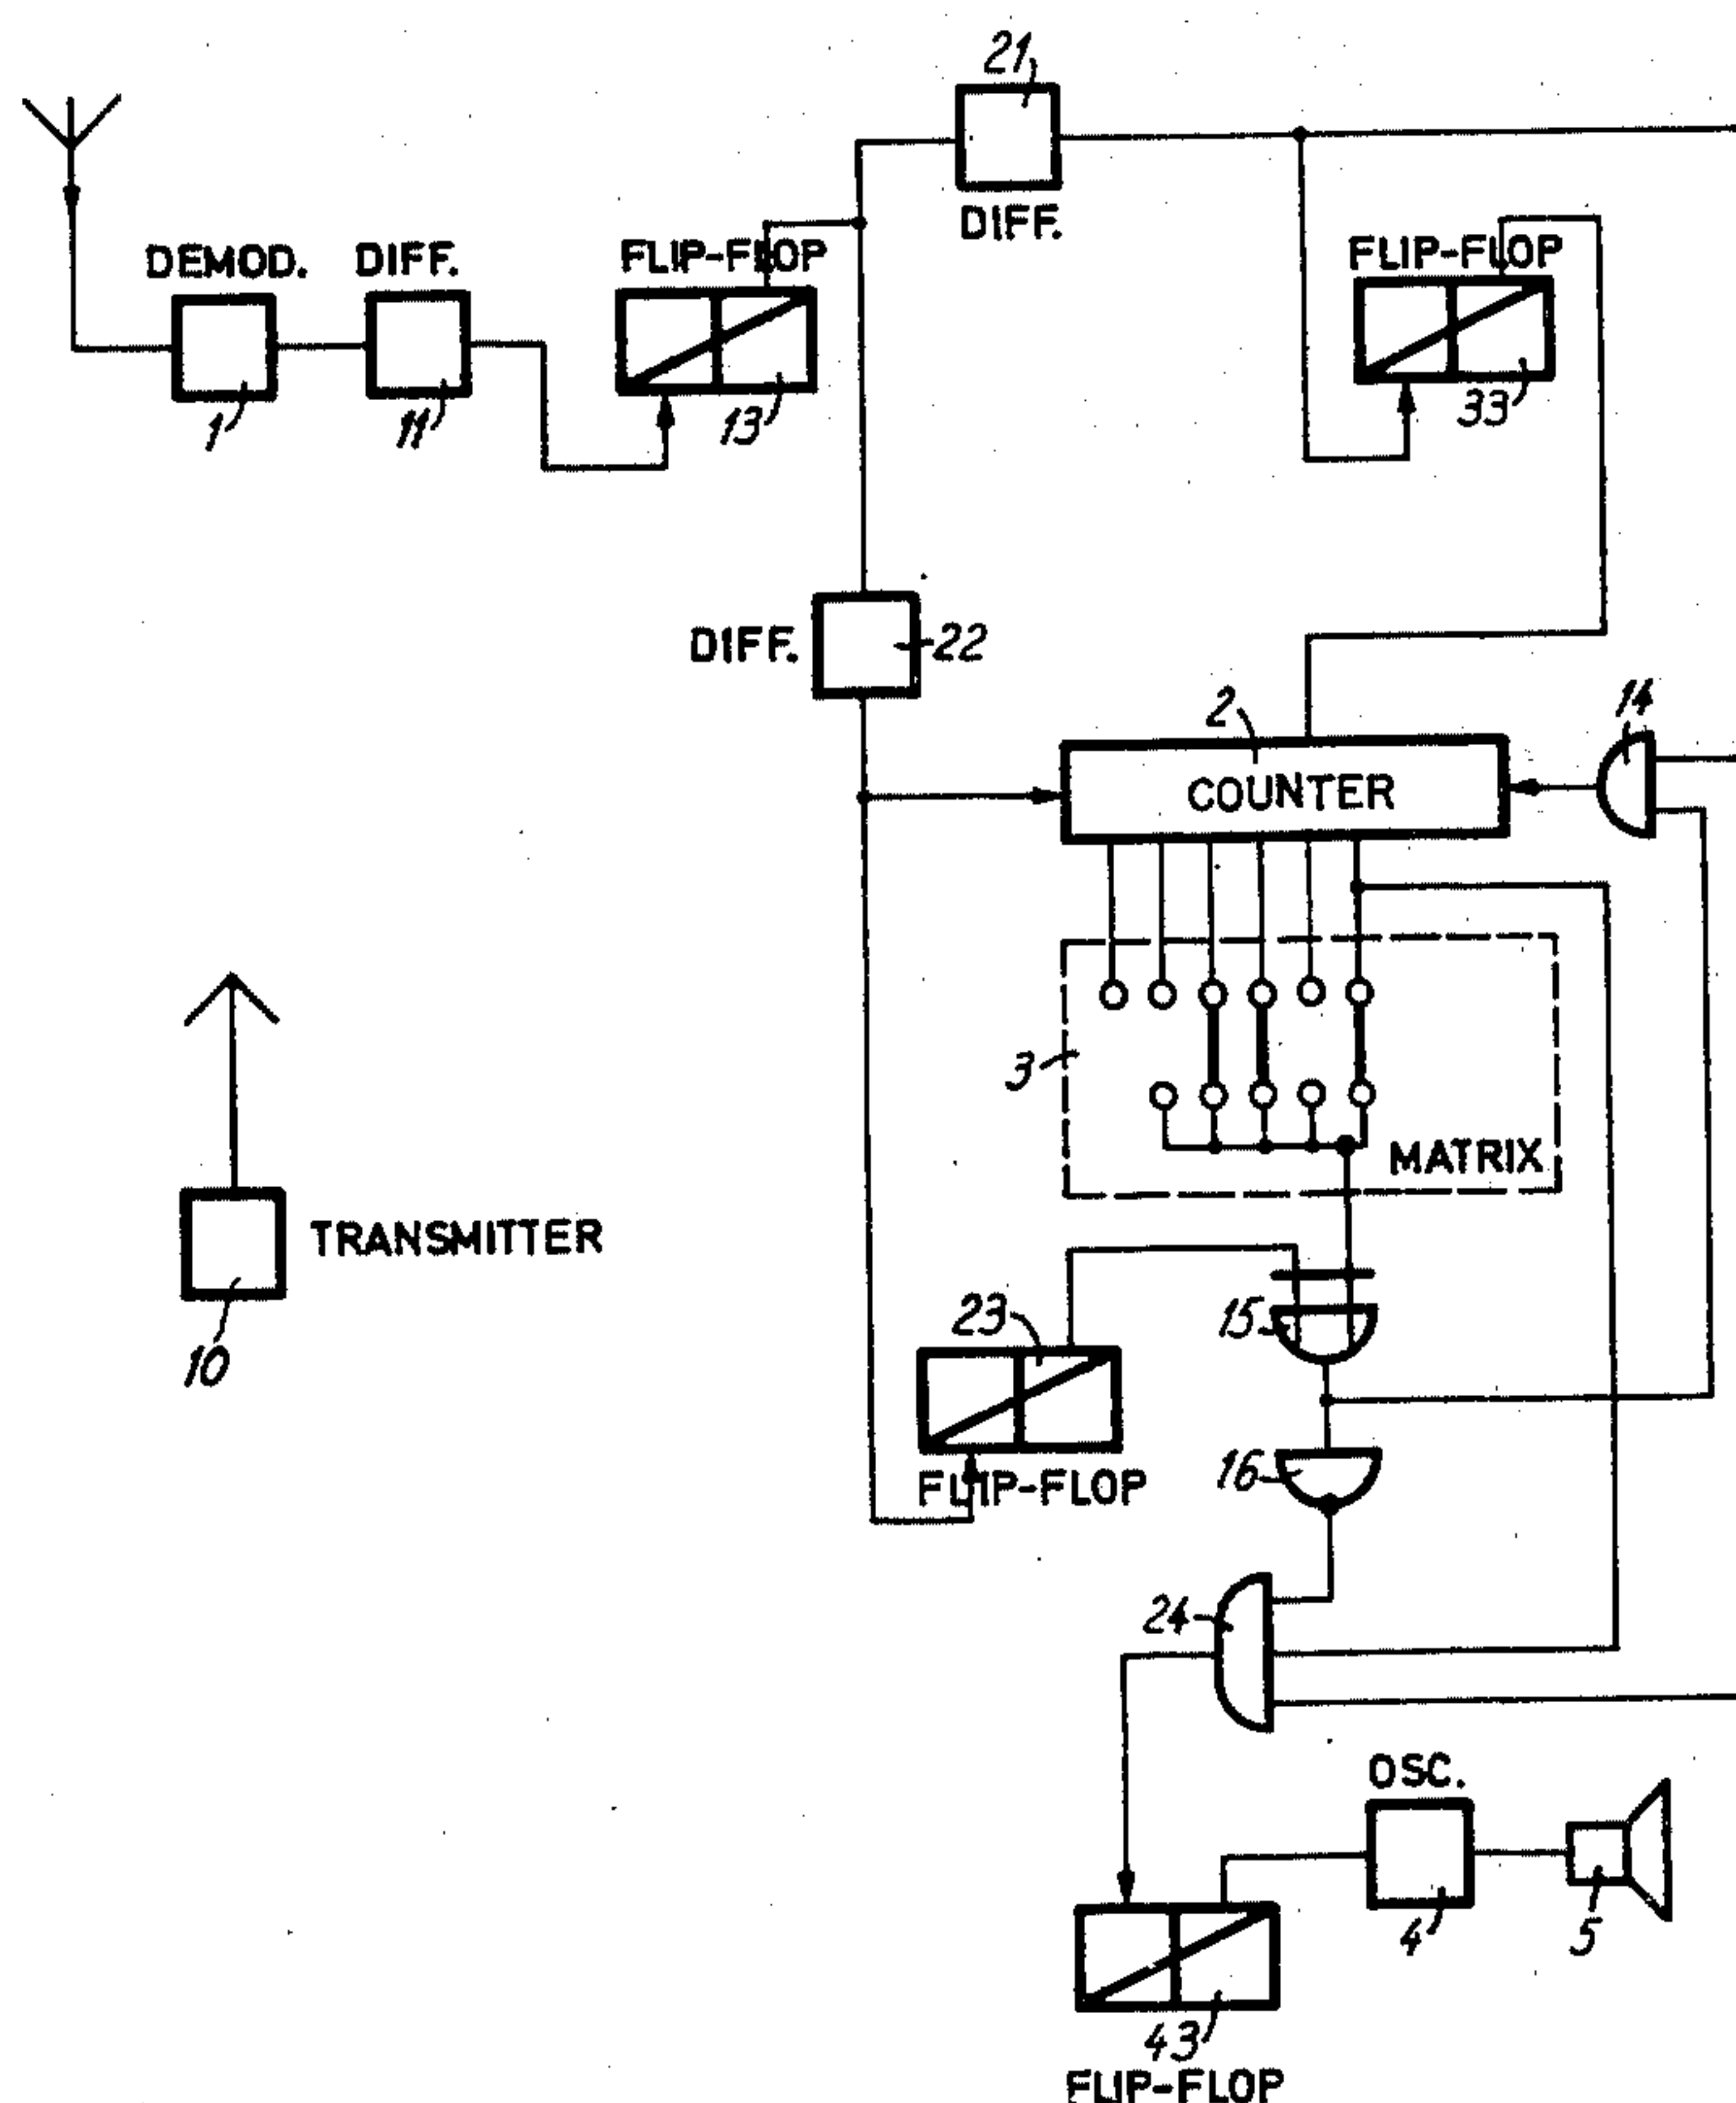 21
DIFF.
DEMOD.
DIFF.
FLIP-FLOP
FLIP-FLOP
1
11
13
33
DIFF.
22
2
14
COUNTER
3
MATRIX
TRANSMITTER
10
23
15
FLIP-FLOP
16
24
OSC.
4
5
43
FLIP-FLOP